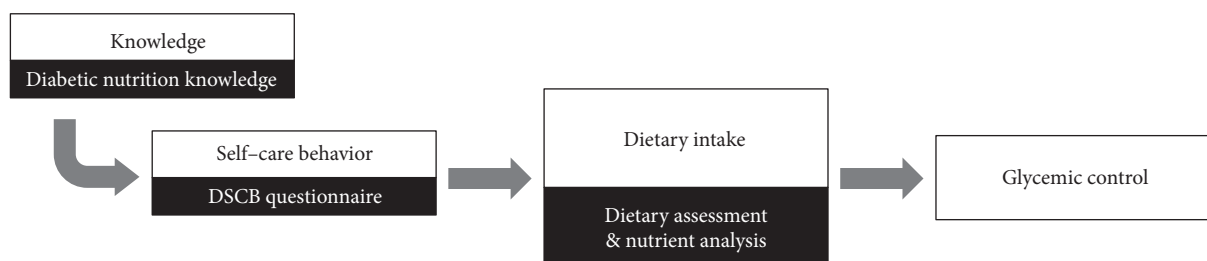 Knowledge
Diabetic nutrition knowledge
Self–care behavior
DSCB questionnaire
Dietary intake
Dietary assessment
& nutrient analysis
Glycemic control